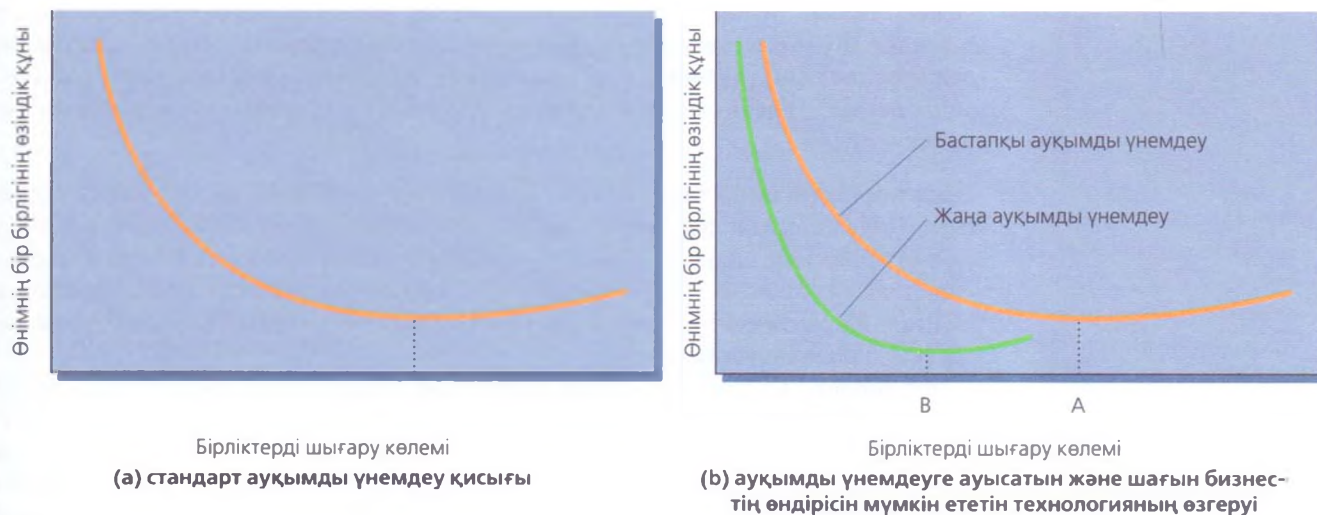 Өнімнің бір бірлігінің өзіндік құны
Бірліктерді шығару көлемі
(a) стандарт ауқымды үнемдеу қисығы
Өнімнің бір бірлігінің өзіндік құны
Бастапқы ауқымды үнемдеу
Жаңа ауқымды үнемдеу
B
A
Бірліктерді шығару көлемі
(b) ауқымды үнемдеуге ауысатын және шағын бизнес-
тің өндірісін мүмкін ететін технологияның өзгеруі